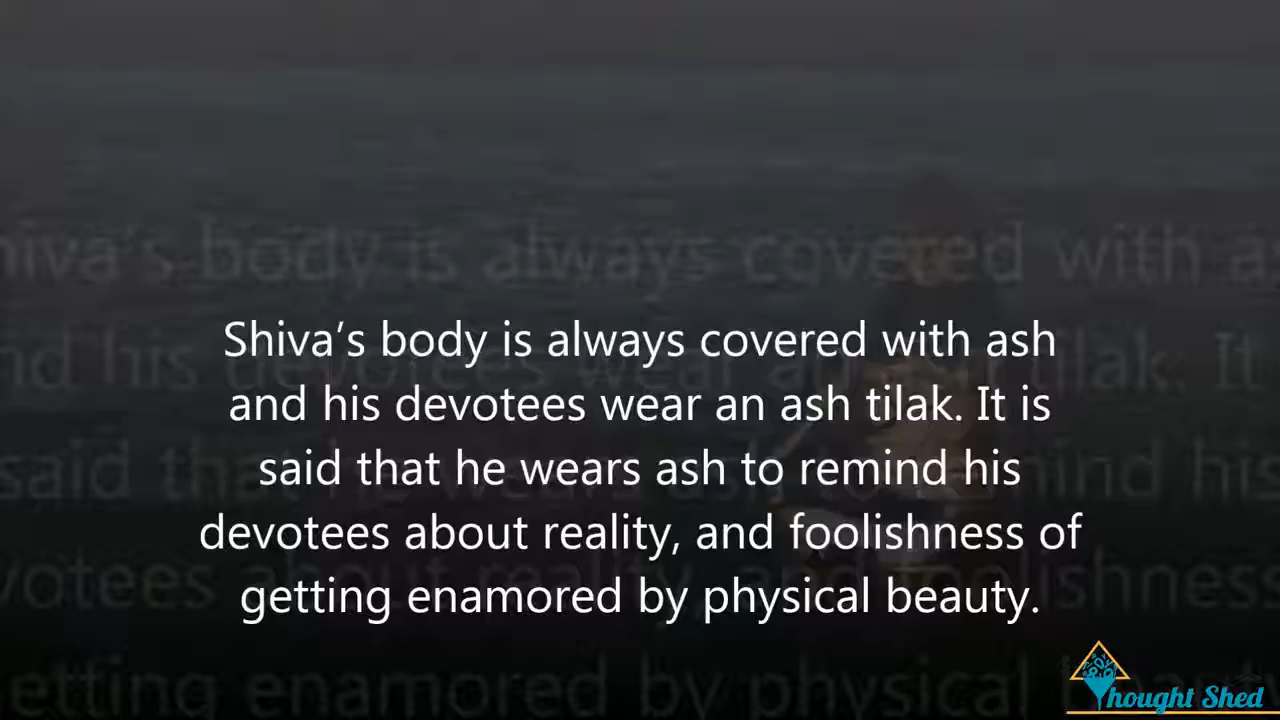 Shiva’s body is always covered with ash
and his devotees wear an ash tilak. It is
said that he wears ash to remind his
devotees about reality, and foolishness of
getting enamored by physical beauty.
Thought Shed